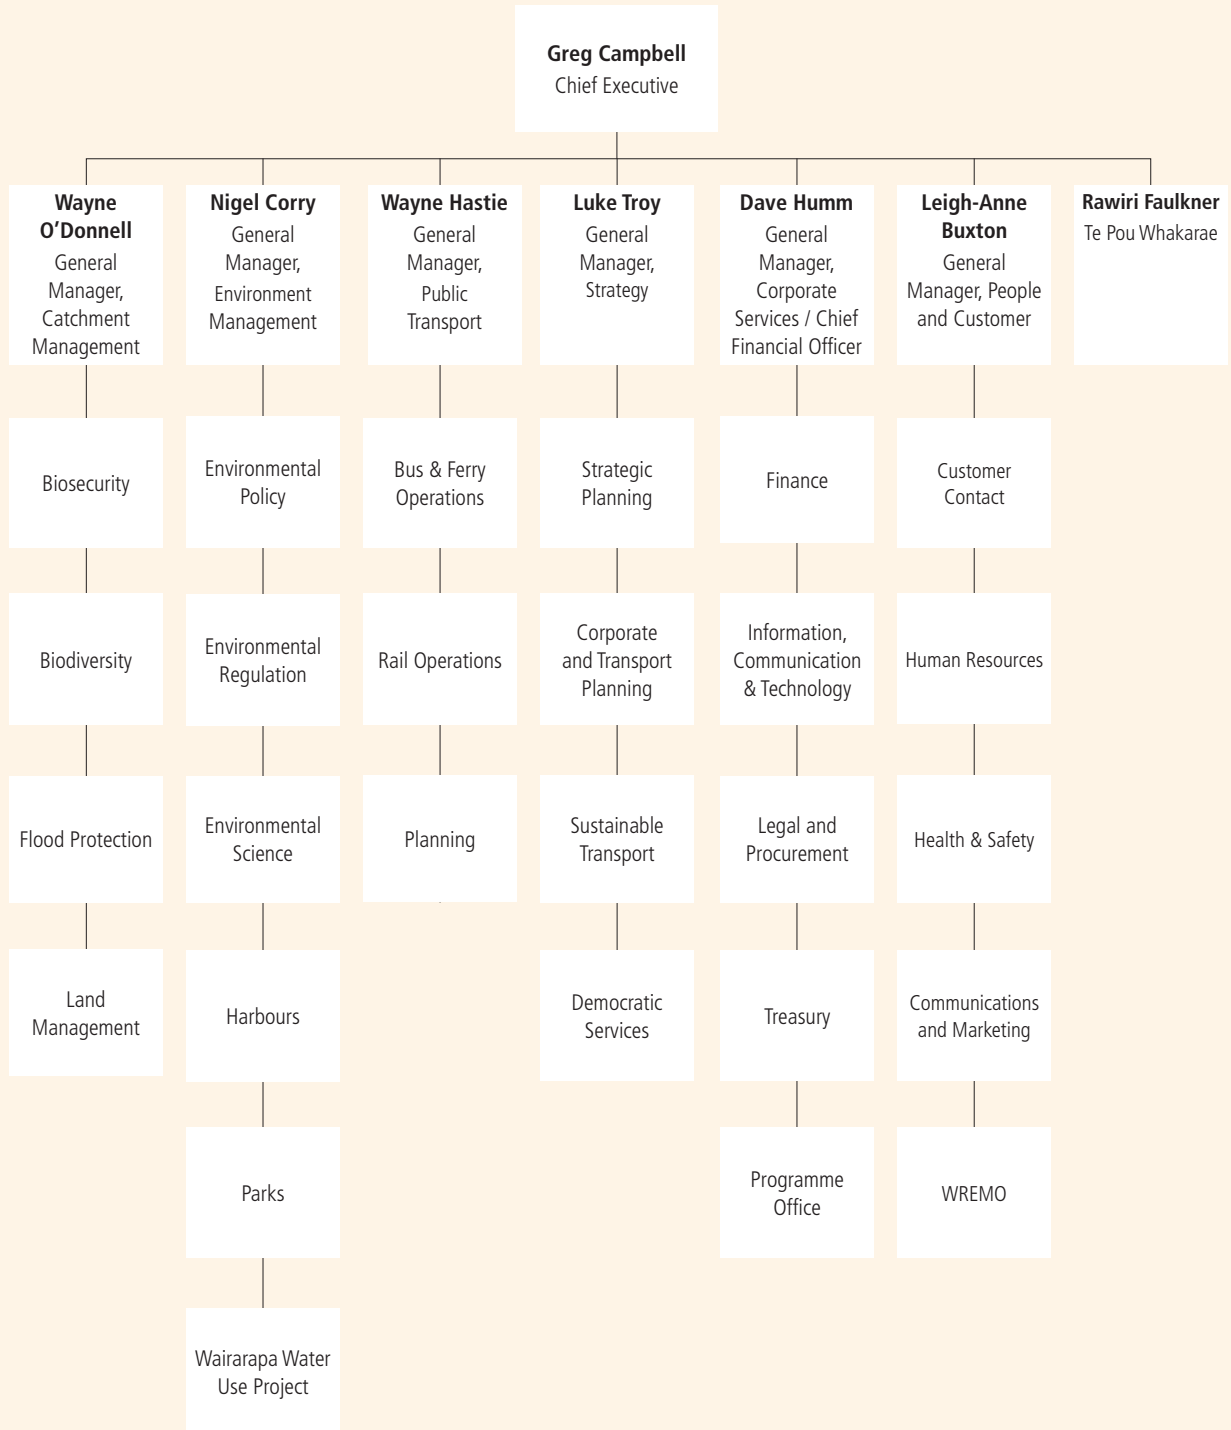 Greg Campbell
Chief Executive
Wayne
O’Donnell
General
Manager,
Catchment
Management
Nigel Corry
General
Manager,
Environment
Management
Wayne Hastie
General
Manager,
Public
Transport
Luke Troy
General
Manager,
Strategy
Dave Humm
General
Manager,
Corporate
Services / Chief
Financial Officer
Leigh-Anne
Buxton
General
Manager, People
and Customer
Rawiri Faulkner
Te Pou Whakarae
Biosecurity
Environmental
Policy
Bus & Ferry
Operations
Strategic
Planning
Finance
Customer
Contact
Biodiversity
Environmental
Regulation
Rail Operations
Corporate
and Transport
Planning
Information,
Communication
& Technology
Human Resources
Flood Protection
Environmental
Science
Planning
Sustainable
Transport
Legal and
Procurement
Health & Safety
Land
Management
Harbours
Democratic
Services
Treasury
Communications
and Marketing
Parks
Programme
Office
WREMO
Wairarapa Water
Use Project